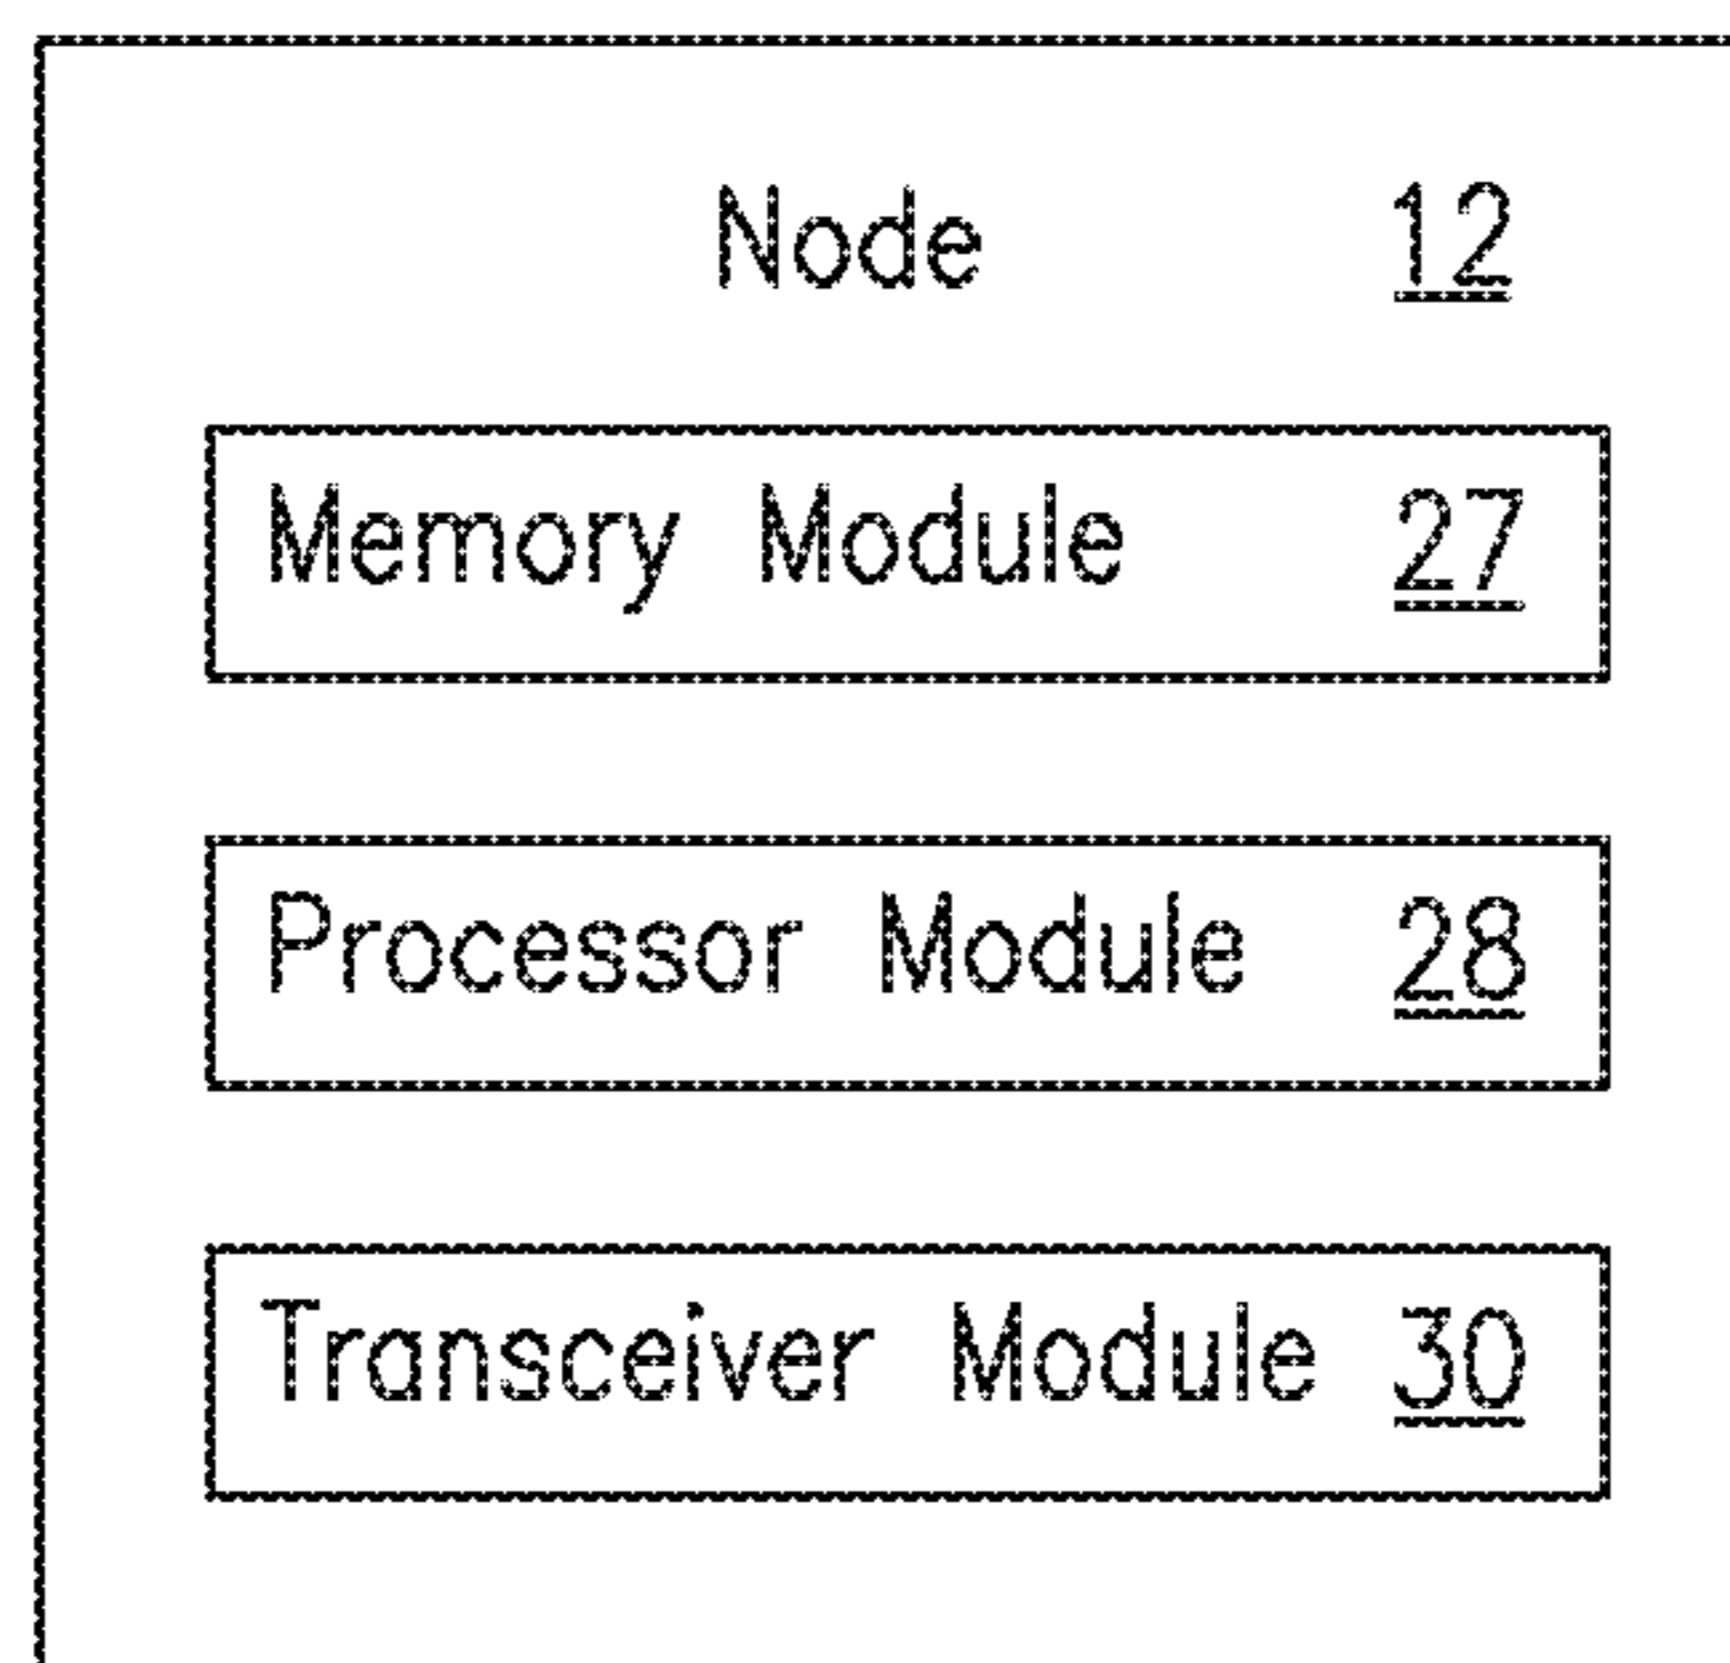 Node 12
Memory Module 27
Processor Module 28
Transceiver Module 30